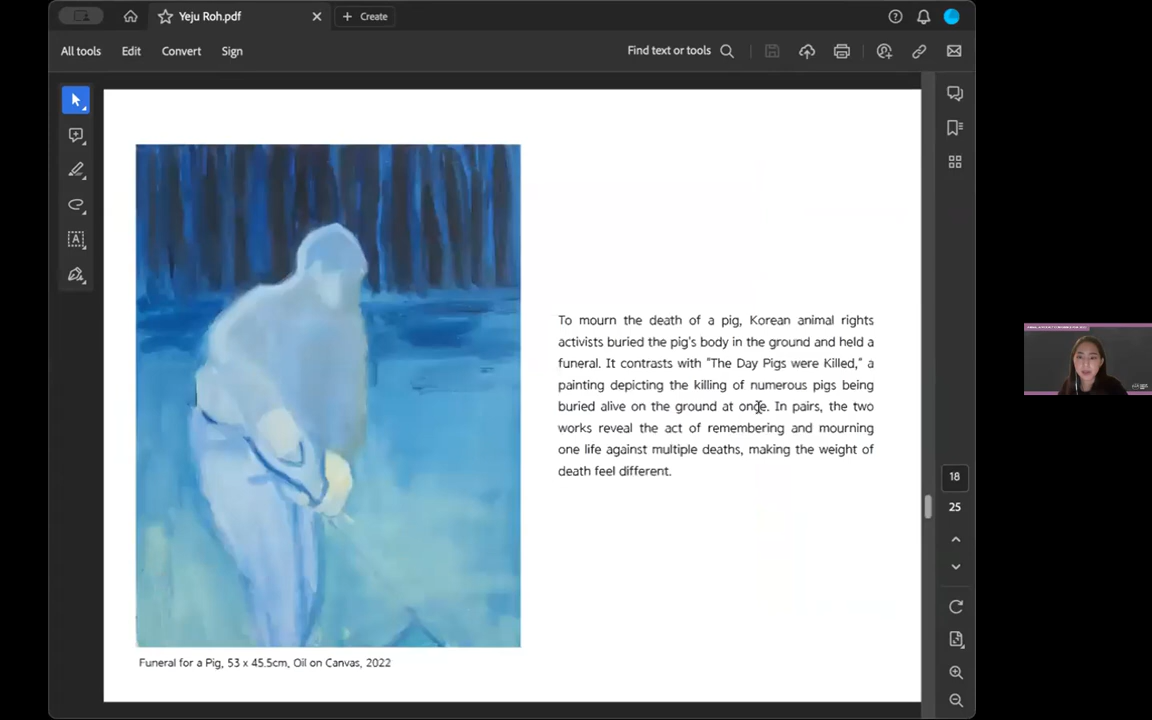 Yeju Roh.pdf
Create
All tools
Edit
Convert
Sign
Find text or tools
To mourn the death of a pig, Korean animal rights
activists buried the pig's body in the ground and held a
funeral. It contrasts with "The Day Pigs were Killed," a
painting depicting the killing of numerous pigs being
buried alive on the ground at once. In pairs, the two
works reveal the act of remembering and mourning
one life against multiple deaths, making the weight of
death feel different.
Funeral for a Pig, 53 x 45.5cm, Oil on Canvas, 2022
18
25